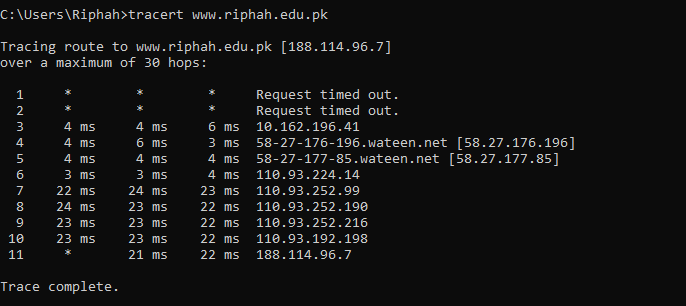 C:\Users\Riphah>tracert www.riphah.edu.pk
Tracing route to www.riphah.edu.pk [188.114.96.7]
over a maximum of 30 hops:
1 * * * Request timed out.
2 * * * Request timed out.
3 4 ms 4 ms 6 ms 10.162.196.41
4 4 ms 6 ms 3 ms 58-27-176-196.wateen.net [58.27.176.196]
5 4 ms 4 ms 4 ms 58-27-177-85.wateen.net [58.27.177.85]
6 3 ms 3 ms 4 ms 110.93.224.14
7 22 ms 24 ms 23 ms 110.93.252.99
8 24 ms 23 ms 22 ms 110.93.252.190
9 23 ms 23 ms 22 ms 110.93.252.216
10 23 ms 23 ms 22 ms 110.93.192.198
11 * 21 ms 22 ms 188.114.96.7
Trace complete.